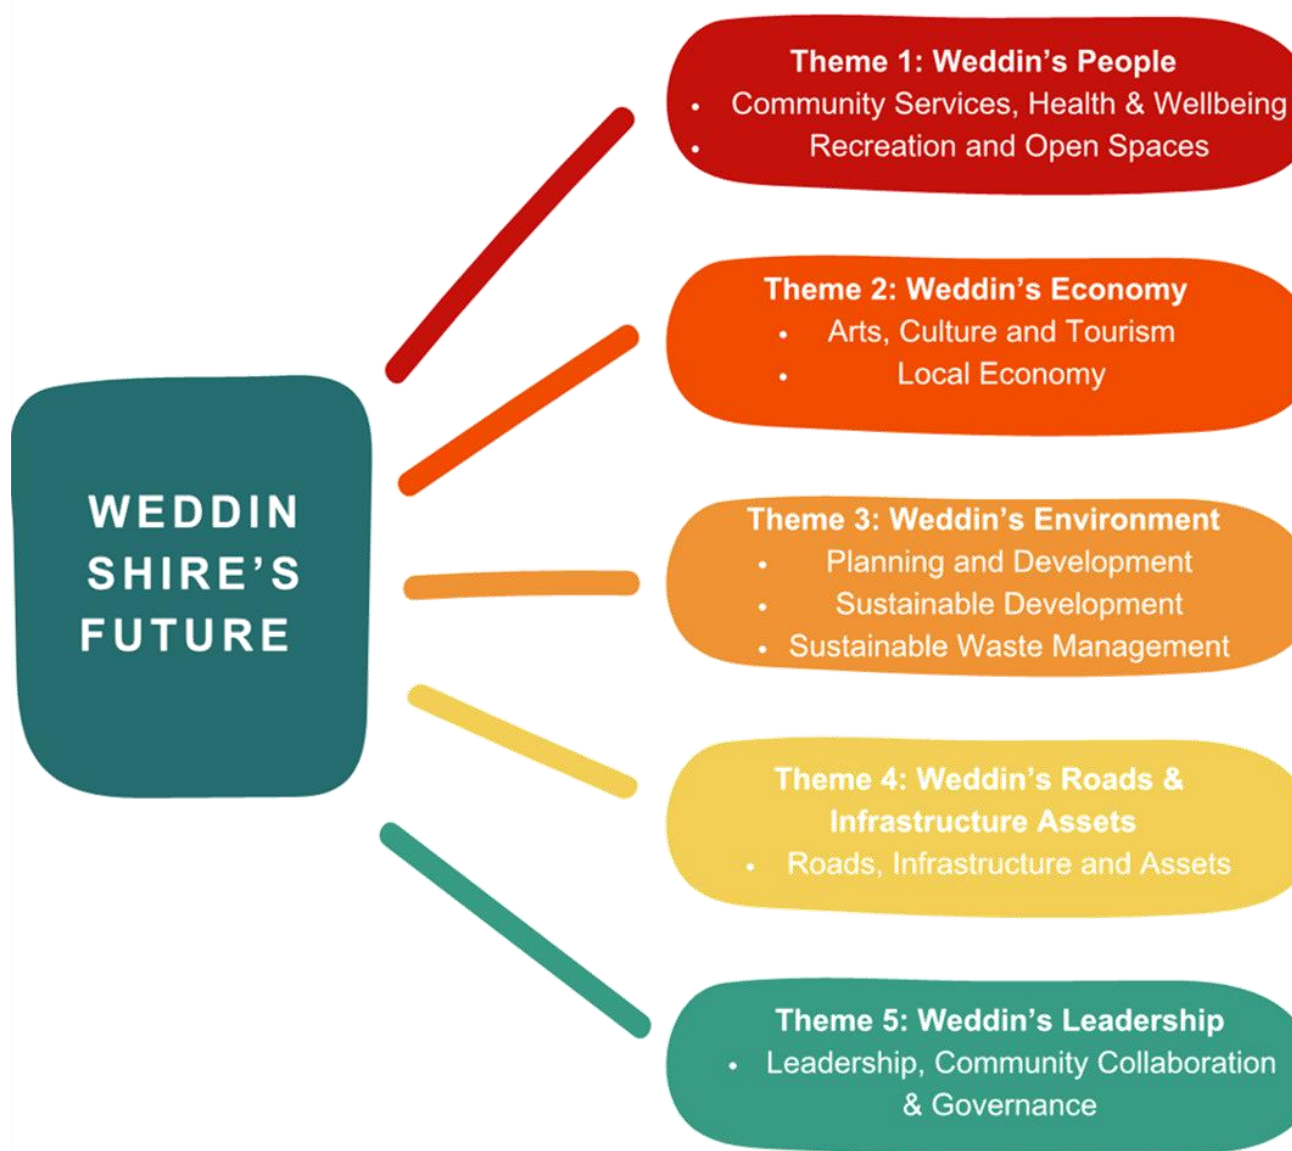 WEDDIN
SHIRE’S
FUTURE
Theme 1: Weddin’s People
• Community Services, Health & Wellbeing
• Recreation and Open Spaces
Theme 2: Weddin’s Economy
• Arts, Culture and Tourism
• Local Economy
Theme 3: Weddin’s Environment
• Planning and Development
• Sustainable Development
• Sustainable Waste Management
Theme 4: Weddin’s Roads &
Infrastructure Assets
• Roads, Infrastructure and Assets
Theme 5: Weddin’s Leadership
• Leadership, Community Collaboration
& Governance